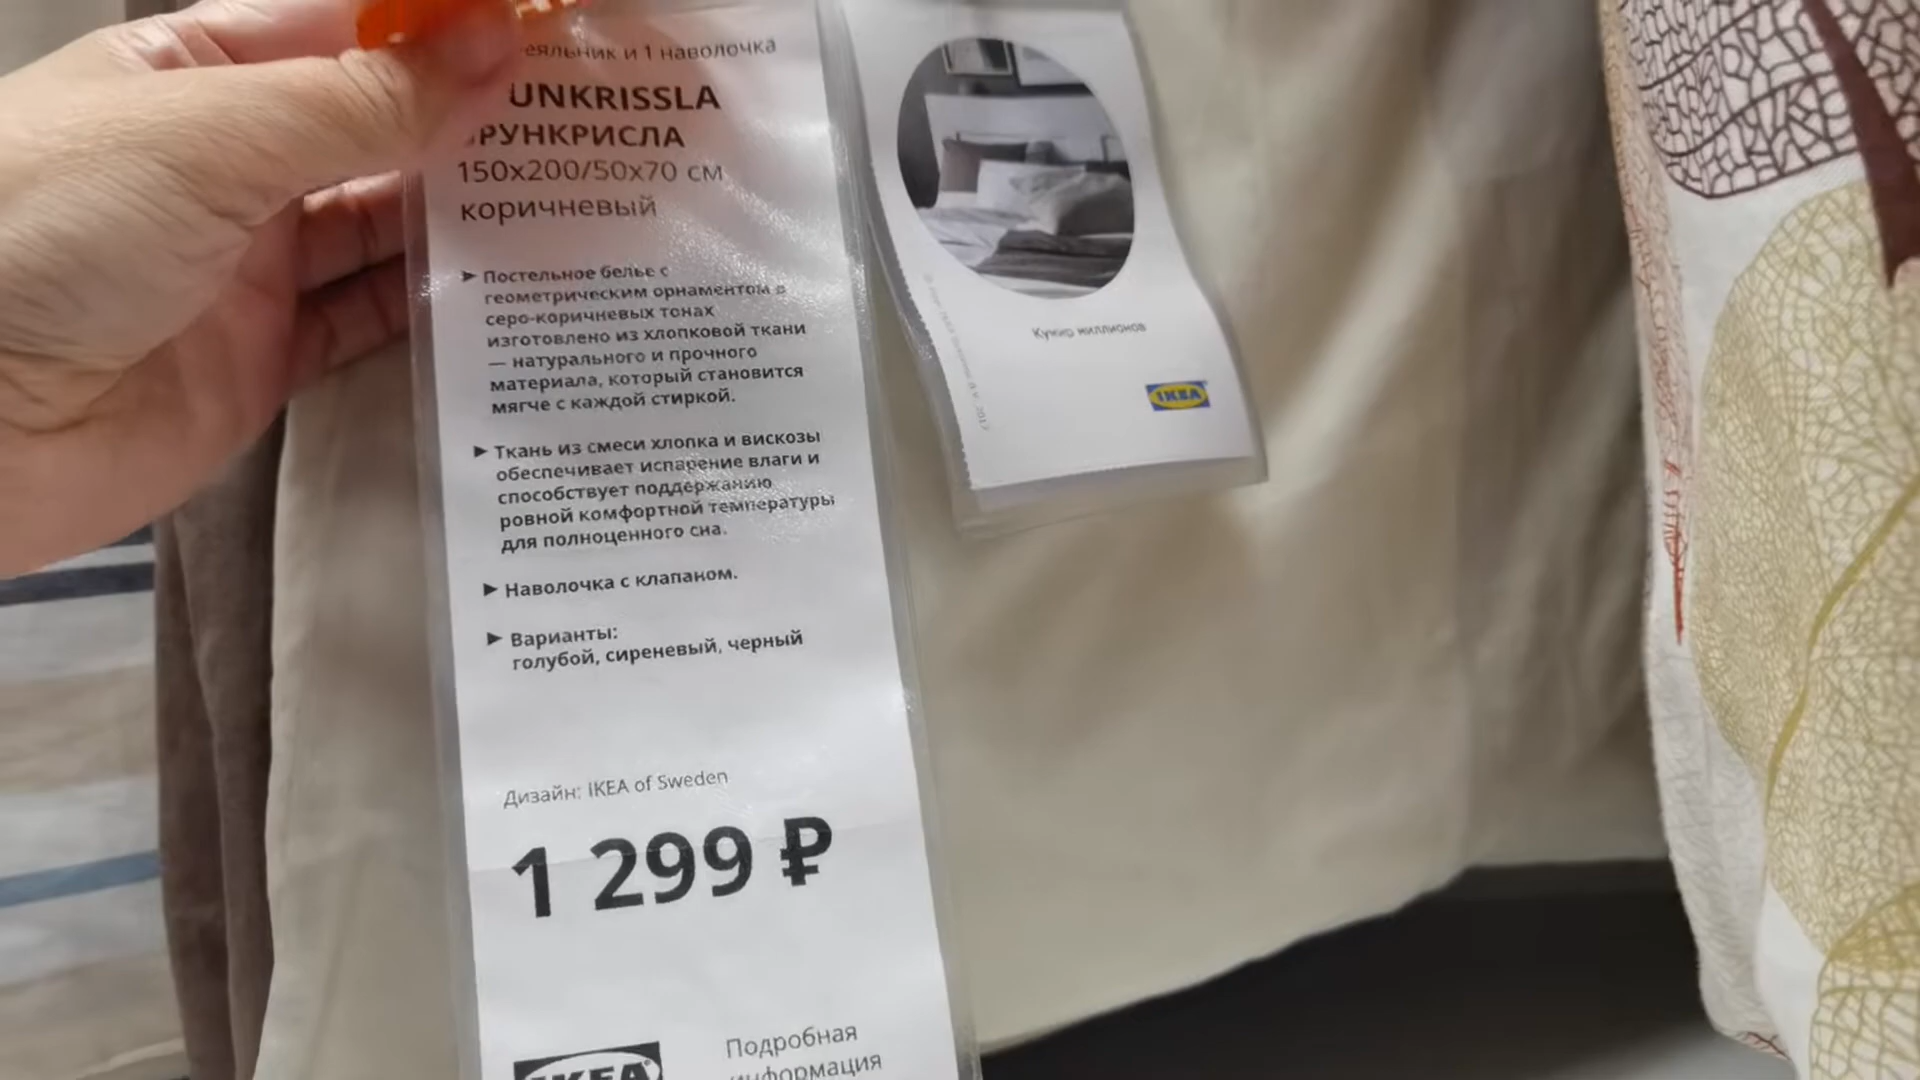 и 1 наволочка
UNKRISSLA
РУНКРИСЛА
150x200/50x70 см
коричневый
► Постельное белье с
геометрическим орнаментом в
серо-коричневых тонах
изготовлено из хлопковой ткани
— натурального и прочного
материала, который становится
мягче с каждой стиркой.
► Ткань из смеси хлопка и вискозы
обеспечивает испарение влаги и
способствует поддержанию
ровной комфортной температуры
для полноценного сна.
► Наволочка с клапаном.
► Варианты:
голубой, сиреневый, черный
Дизайн: IKEA of Sweden
1 299 ₽
IKEA
Подробная
информация
миллионов
IKEA